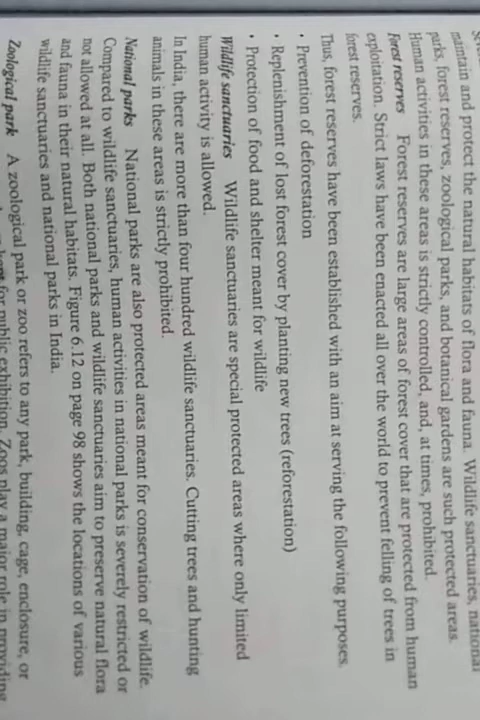 maintain and protect the natural habitats of flora and fauna. Wildlife sanctuaries, national
parks, forest reserves, zoological parks, and botanical gardens are such protected areas.
Human activities in these areas is strictly controlled, and, at times, prohibited.
Forest reserves Forest reserves are large areas of forest cover that are protected from human
exploitation. Strict laws have been enacted all over the world to prevent felling of trees in
forest reserves.
Thus, forest reserves have been established with an aim at serving the following purposes.
• Prevention of deforestation
• Replenishment of lost forest cover by planting new trees (reforestation)
• Protection of food and shelter meant for wildlife
Wildlife sanctuaries Wildlife sanctuaries are special protected areas where only limited
human activity is allowed.
In India, there are more than four hundred wildlife sanctuaries. Cutting trees and hunting
animals in these areas is strictly prohibited.
National parks National parks are also protected areas meant for conservation of wildlife.
Compared to wildlife sanctuaries, human activities in national parks is severely restricted or
not allowed at all. Both national parks and wildlife sanctuaries aim to preserve natural flora
and fauna in their natural habitats. Figure 6.12 on page 98 shows the locations of various
wildlife sanctuaries and national parks in India.
Zoological park A zoological park or zoo refers to any park, building, cage, enclosure, or
kept for public exhibition. Zoos play a major role in providing